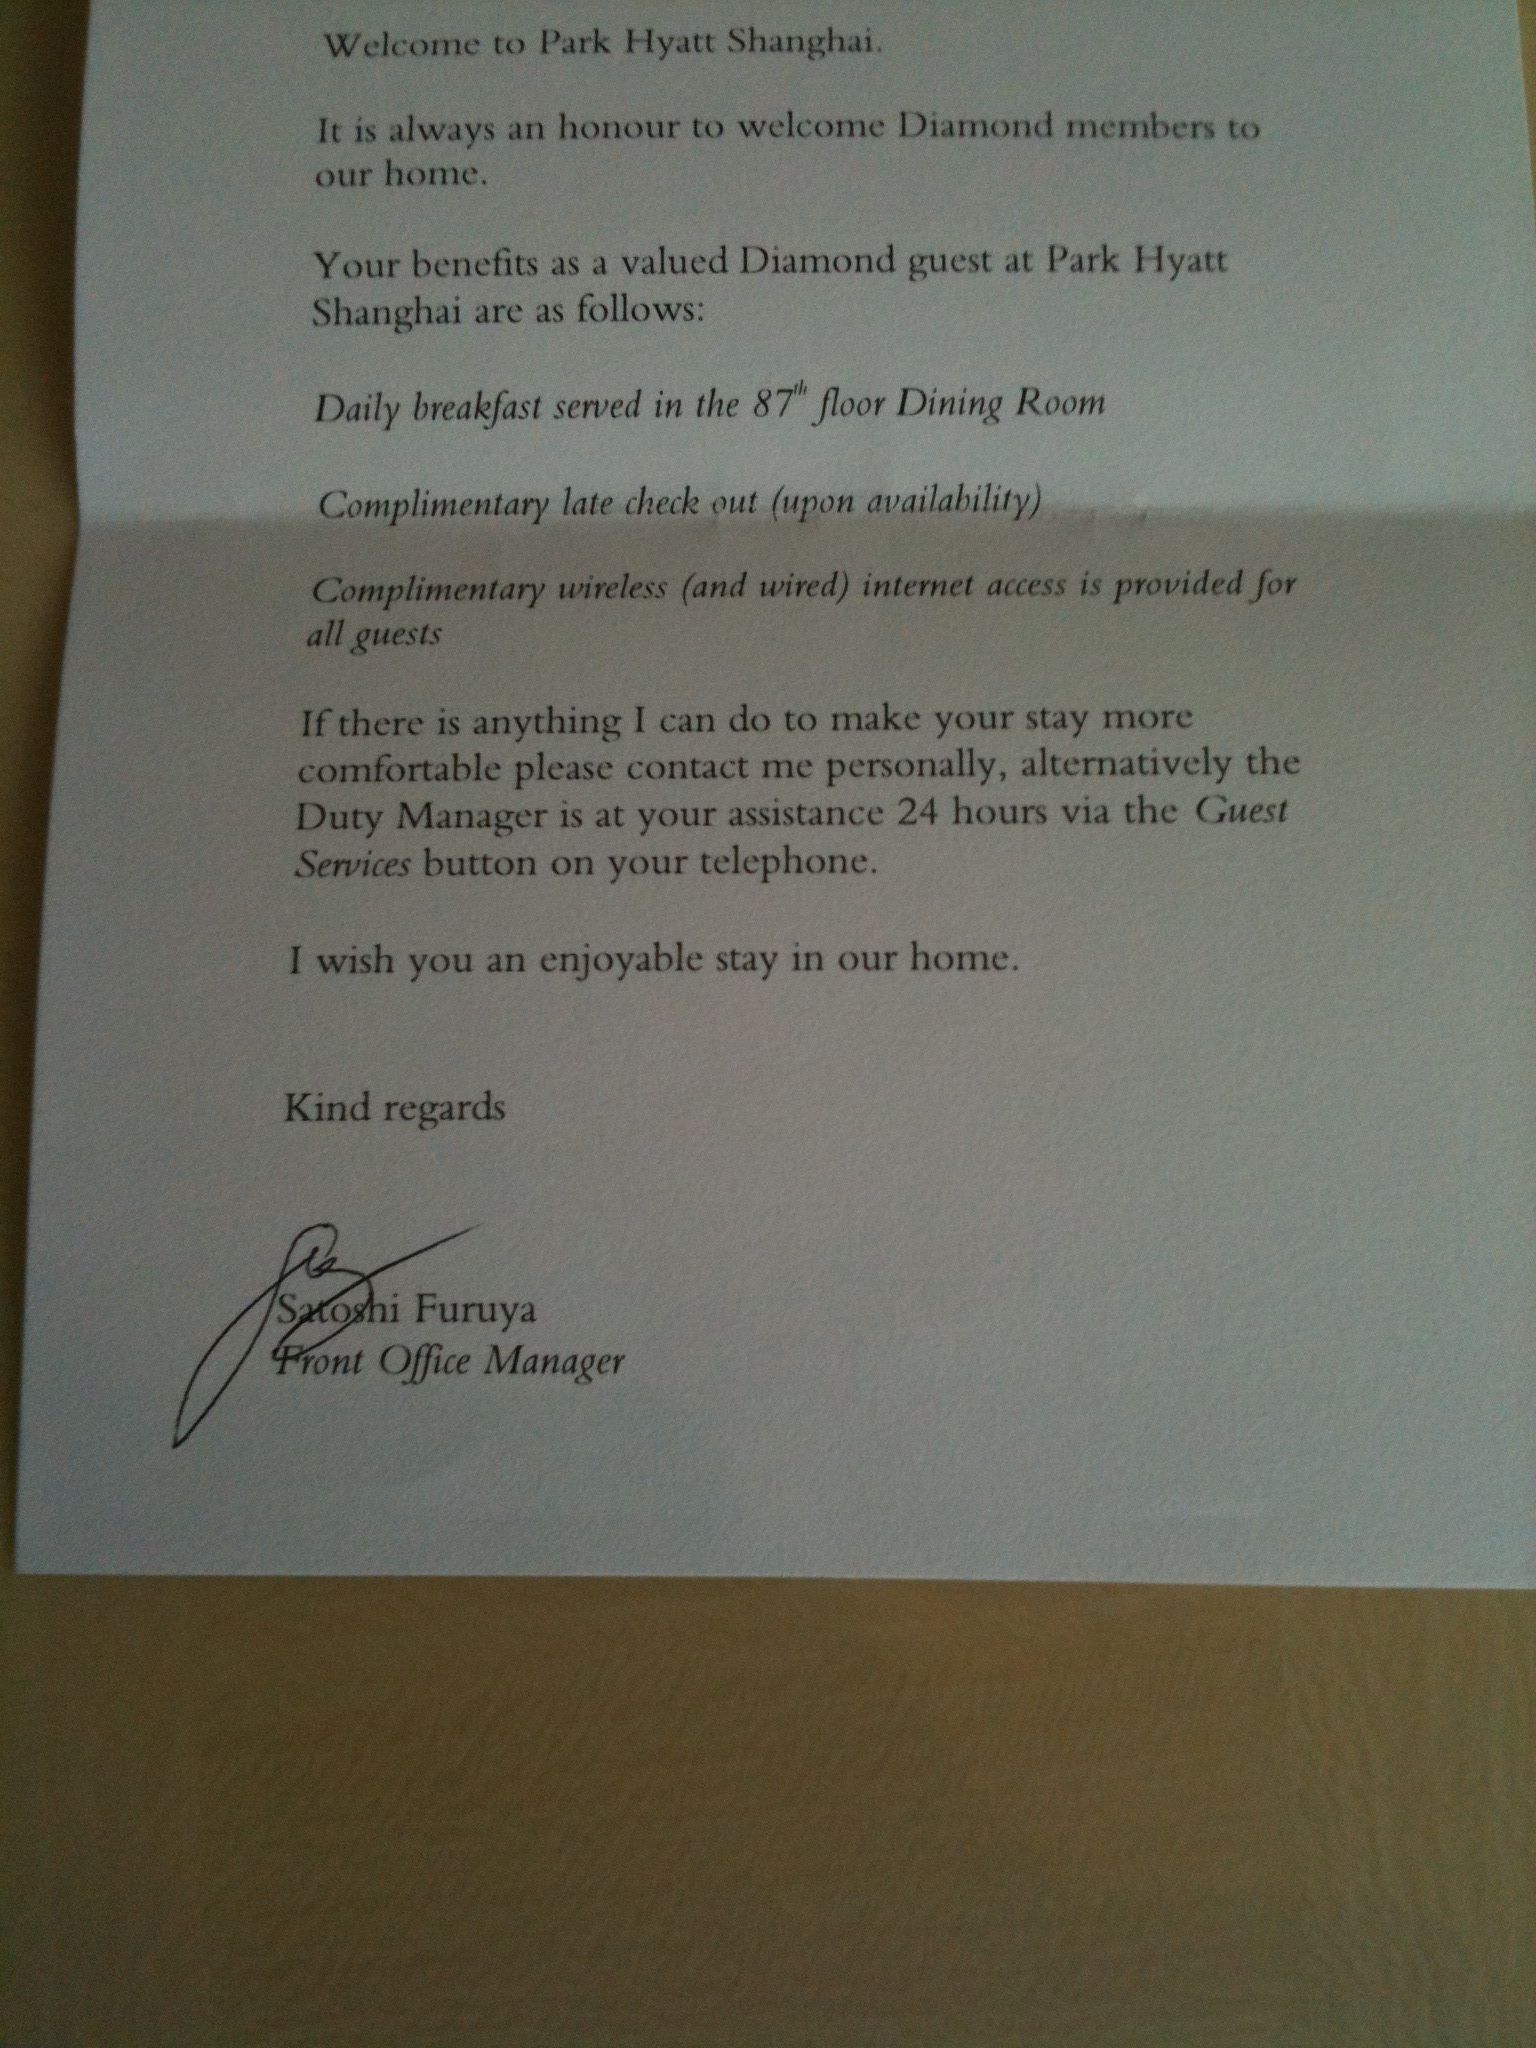 Welcome to Park Hyatt Shanghai.
It is always an honour to welcome Diamond members to
our home.
Your benefits as a valued Diamond guest at Park Hyatt
Shanghai are as follows:
Daily breakfast served in the 87th floor Dining Room
Complimentary late check out (upon availability)
Complimentary wireless (and wired) internet access is provided for
all guests
If there is anything I can do to make your stay more
comfortable please contact me personally, alternatively the
Duty Manager is at your assistance 24 hours via the Guest
Services button on your telephone.
I wish you an enjoyable stay in our home.
Kind regards
Satoshi Furuya
Front Office Manager